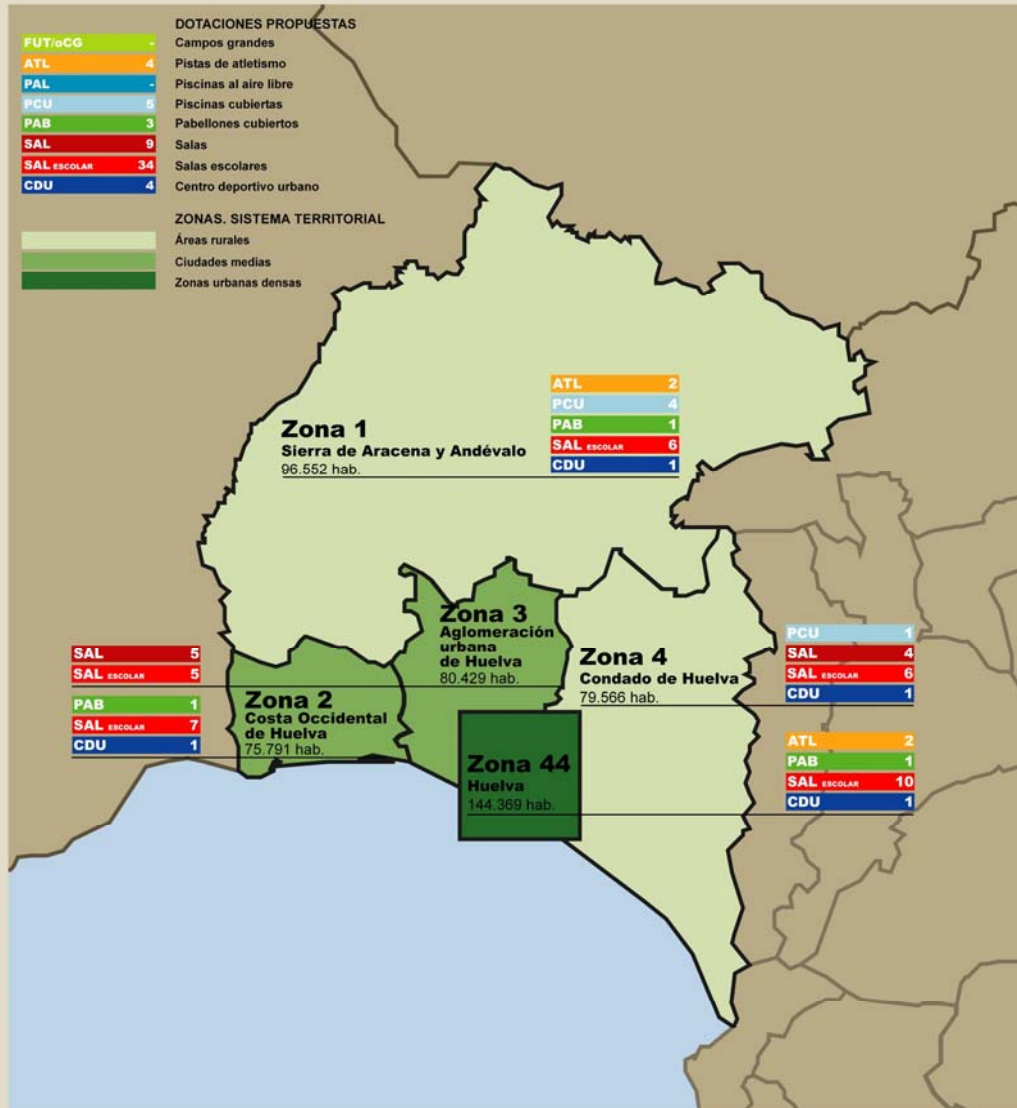 DOTACIONES PROPUESTAS
FUT/oCG - Campos grandes
ATL 4 Pistas de atletismo
PAL - Piscinas al aire libre
PCU 5 Piscinas cubiertas
PAB 3 Pabellones cubiertos
SAL 9 Salas
SAL ESCOLAR 34 Salas escolares
CDU 4 Centro deportivo urbano
ZONAS. SISTEMA TERRITORIAL
Áreas rurales
Ciudades medias
Zonas urbanas densas
Zona 1
Sierra de Aracena y Andévalo
96.552 hab.
ATL 2
PCU 4
PAB 1
SAL ESCOLAR 6
CDU 1
Zona 3
Aglomeración
urbana
de Huelva
80.429 hab.
SAL 5
SAL ESCOLAR 5
Zona 4
Condado de Huelva
79.566 hab.
PCU 1
SAL 4
SAL ESCOLAR 6
CDU 1
Zona 2
Costa Occidental
de Huelva
75.791 hab.
PAB 1
SAL ESCOLAR 7
CDU 1
Zona 44
Huelva
144.369 hab.
ATL 2
PAB 1
SAL ESCOLAR 10
CDU 1